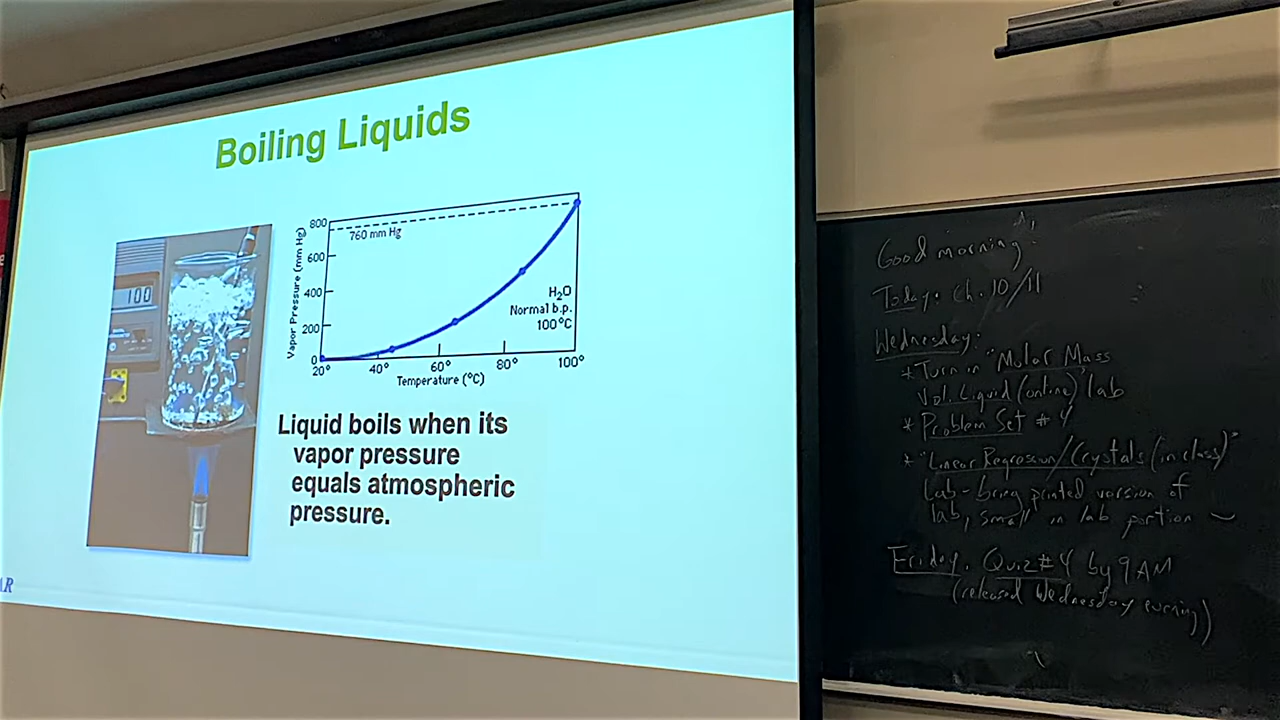 Boiling Liquids
100
Vapor Pressure (mm Hg)
800
600
400
200
0
760 mm Hg
H₂O
Normal b.p.
100°C
20° 40° 60° 80° 100°
Temperature (°C)
Liquid boils when its
vapor pressure
equals atmospheric
pressure.
AR
Good morning!
Today: Ch. 10/11
Wednesday:
* Turn in "Molar Mass
Vol. Liquid (online)" lab
* Problem Set #4
* "Linear Regression/Crystals (in class)"
Lab - bring printed version of
lab, small in lab portion
Friday. Quiz #4 by 9AM
(released Wednesday evening)